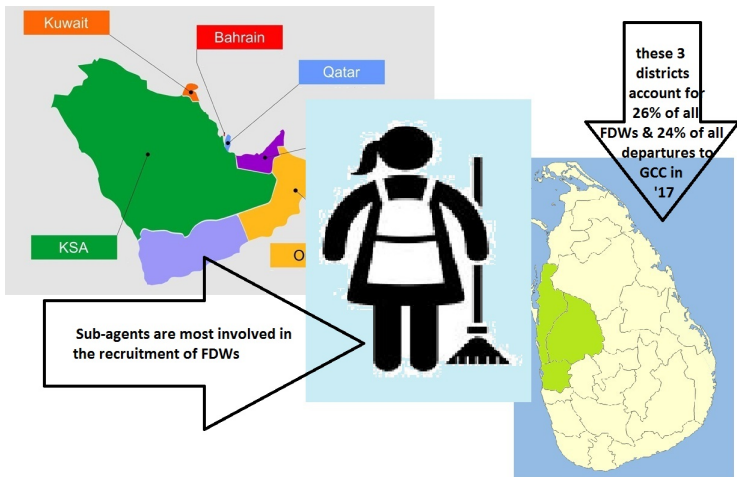 Kuwait
Bahrain
Qatar
KSA
O
these 3
districts
account for
26% of all
FDWs & 24% of all
departures to
GCC in
'17
Sub-agents are most involved in
the recruitment of FDWs